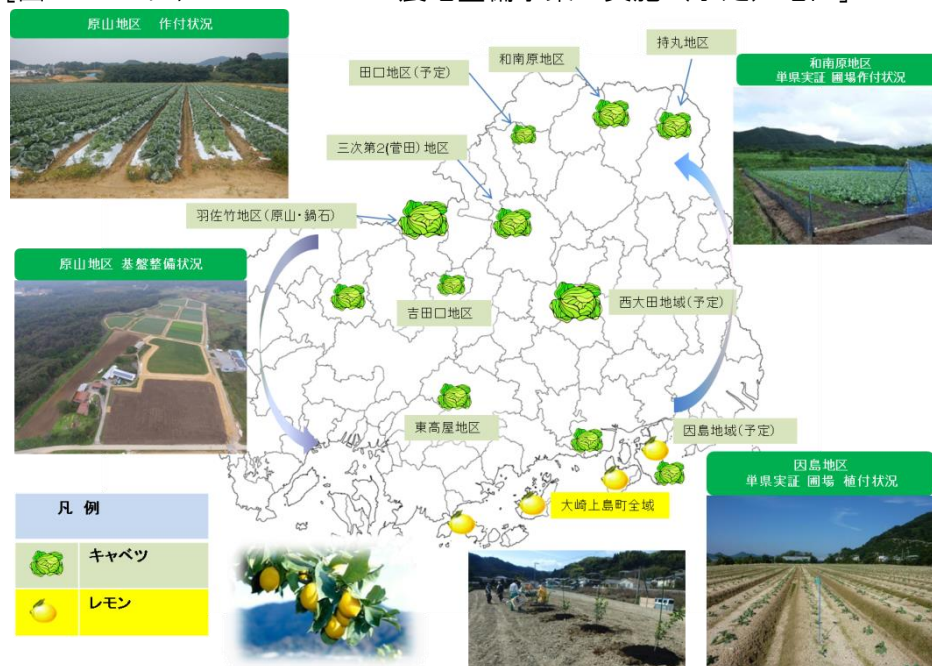 原山地区 作付状況
持丸地区
和南原地区
田口地区(予定)
和南原地区
単県実証 圃場作付状況
三次第2(菅田)地区
羽佐竹地区(原山・鍋石)
原山地区 基盤整備状況
吉田口地区
西大田地域(予定)
東高屋地区
因島地域(予定)
因島地区
単県実証 圃場 植付状況
大崎上島町全域
凡 例
キャベツ
レモン